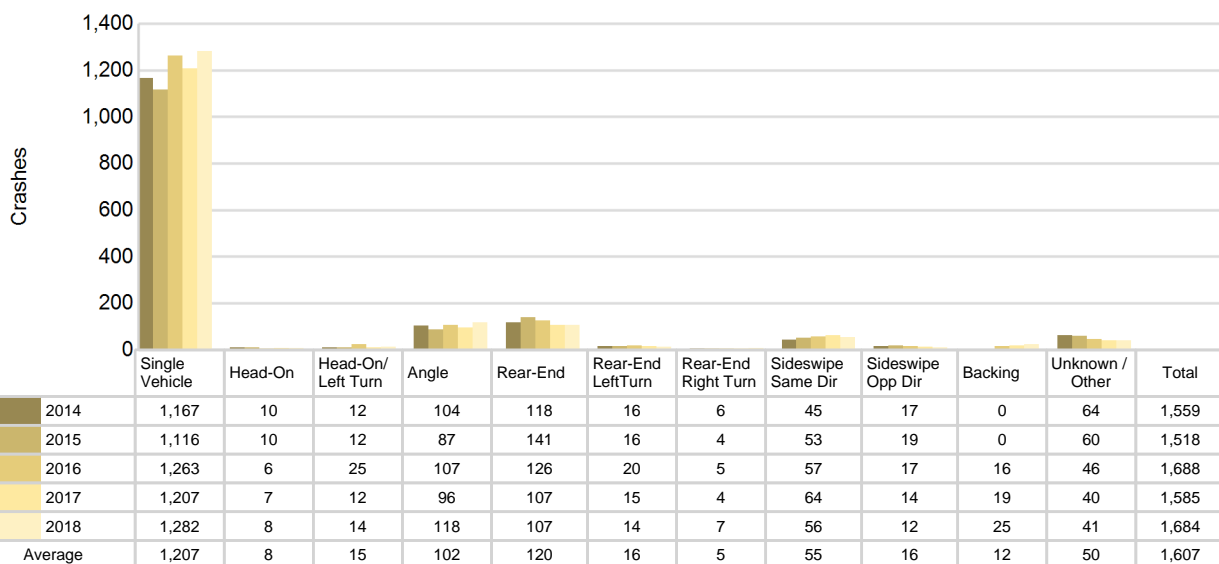 1,400
1,200
1,000
800
600
400
200
0
Crashes
Single Vehicle Head-On Head-On/ Left Turn Angle Rear-End Rear-End LeftTurn Rear-End Right Turn Sideswipe Same Dir Sideswipe Opp Dir Backing Unknown / Other Total
2014 1,167 10 12 104 118 16 6 45 17 0 64 1,559
2015 1,116 10 12 87 141 16 4 53 19 0 60 1,518
2016 1,263 6 25 107 126 20 5 57 17 16 46 1,688
2017 1,207 7 12 96 107 15 4 64 14 19 40 1,585
2018 1,282 8 14 118 107 14 7 56 12 25 41 1,684
Average 1,207 8 15 102 120 16 5 55 16 12 50 1,607